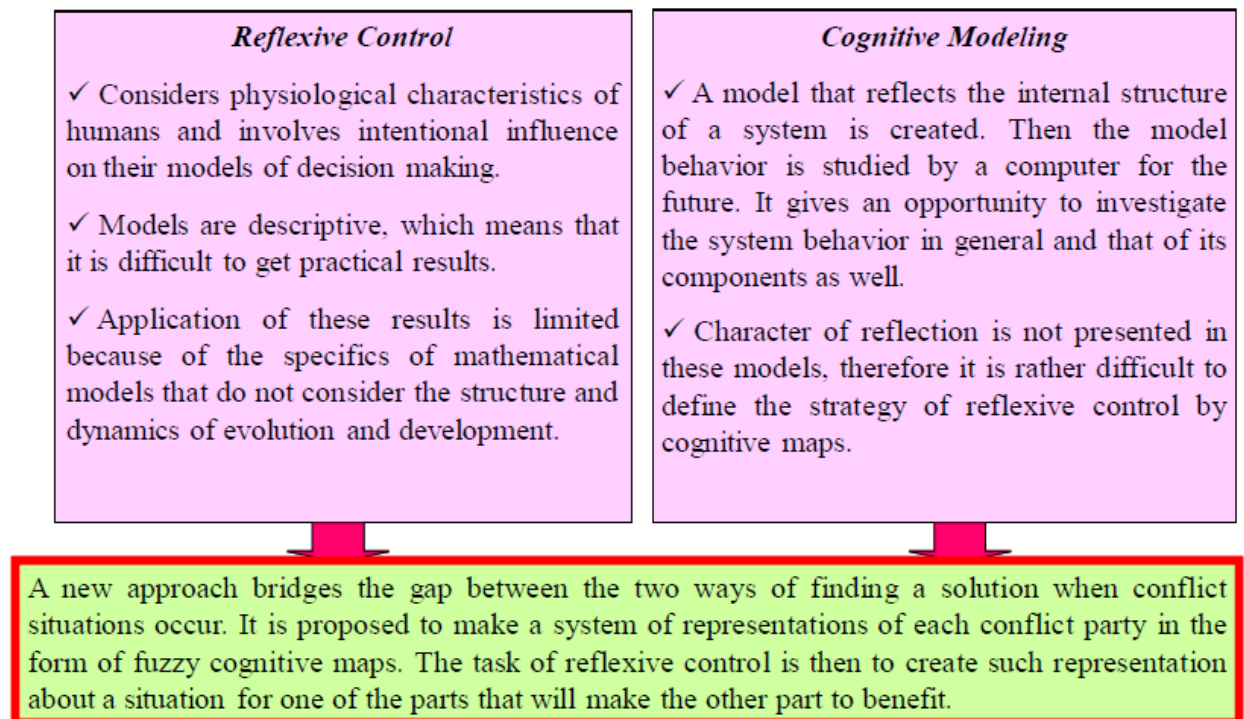 Reflexive Control
✓ Considers physiological characteristics of
humans and involves intentional influence
on their models of decision making.
✓ Models are descriptive, which means that
it is difficult to get practical results.
✓ Application of these results is limited
because of the specifics of mathematical
models that do not consider the structure and
dynamics of evolution and development.
Cognitive Modeling
✓ A model that reflects the internal structure
of a system is created. Then the model
behavior is studied by a computer for the
future. It gives an opportunity to investigate
the system behavior in general and that of its
components as well.
✓ Character of reflection is not presented in
these models, therefore it is rather difficult to
define the strategy of reflexive control by
cognitive maps.
A new approach bridges the gap between the two ways of finding a solution when conflict
situations occur. It is proposed to make a system of representations of each conflict party in the
form of fuzzy cognitive maps. The task of reflexive control is then to create such representation
about a situation for one of the parts that will make the other part to benefit.